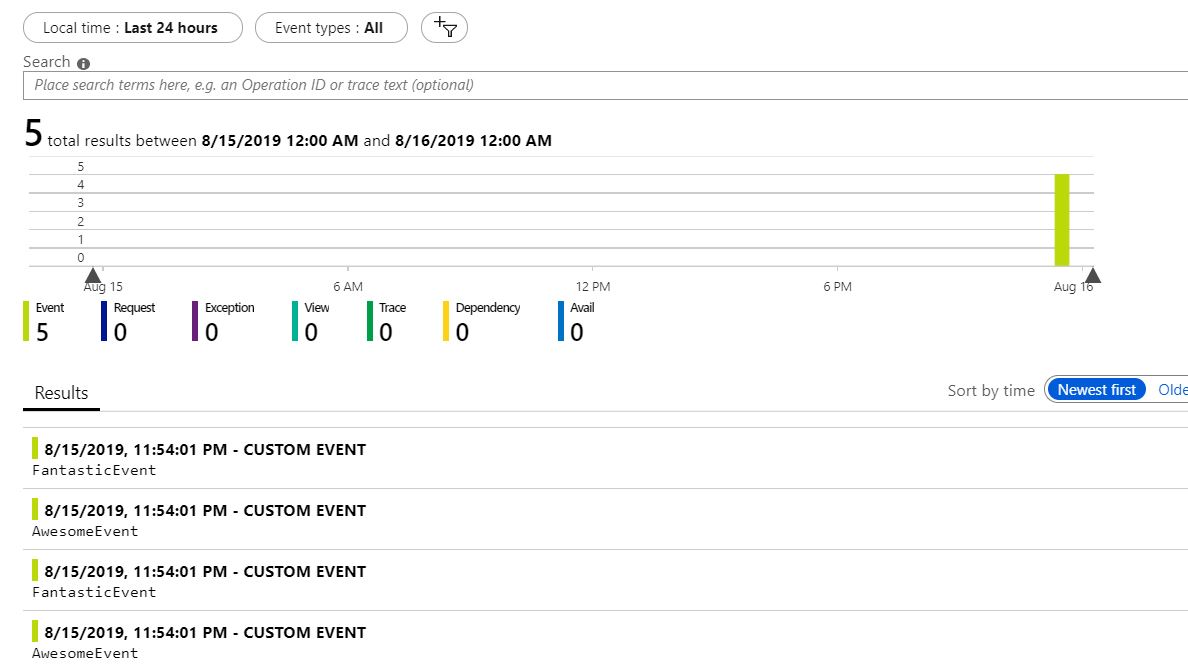 Local time : Last 24 hours
Event types : All
Search
Place search terms here, e.g. an Operation ID or trace text (optional)
5 total results between 8/15/2019 12:00 AM and 8/16/2019 12:00 AM
5
4
3
2
1
0
Aug 15 6 AM 12 PM 6 PM Aug 16
Event Request Exception View Trace Dependency Avail
5 0 0 0 0 0 0
Results Sort by time Newest first Olde
8/15/2019, 11:54:01 PM - CUSTOM EVENT
FantasticEvent
8/15/2019, 11:54:01 PM - CUSTOM EVENT
AwesomeEvent
8/15/2019, 11:54:01 PM - CUSTOM EVENT
FantasticEvent
8/15/2019, 11:54:01 PM - CUSTOM EVENT
AwesomeEvent